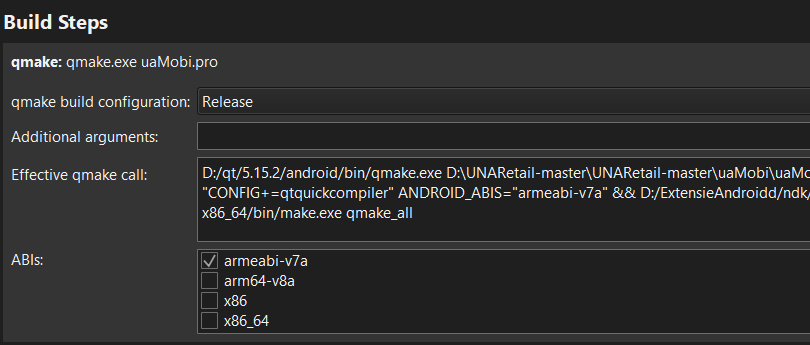 Build Steps
qmake: qmake.exe uaMobi.pro
qmake build configuration: Release
Additional arguments:
Effective qmake call: D:/qt/5.15.2/android/bin/qmake.exe D:\UNARetail-master\UNARetail-master\uaMobi\uaMo
"CONFIG+=qtquickcompiler" ANDROID_ABIS="armeabi-v7a" && D:/ExtensieAndroidd/ndk/
x86_64/bin/make.exe qmake_all
ABIs: armeabi-v7a
arm64-v8a
x86
x86_64